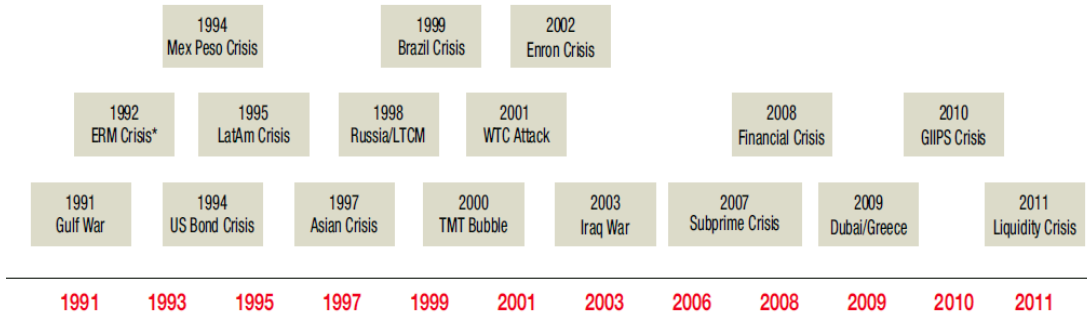 1994
Mex Peso Crisis
1999
Brazil Crisis
2002
Enron Crisis
1992
ERM Crisis*
1995
LatAm Crisis
1998
Russia/LTCM
2001
WTC Attack
2008
Financial Crisis
2010
GIIPS Crisis
1991
Gulf War
1994
US Bond Crisis
1997
Asian Crisis
2000
TMT Bubble
2003
Iraq War
2007
Subprime Crisis
2009
Dubai/Greece
2011
Liquidity Crisis
1991 1993 1995 1997 1999 2001 2003 2006 2008 2009 2010 2011